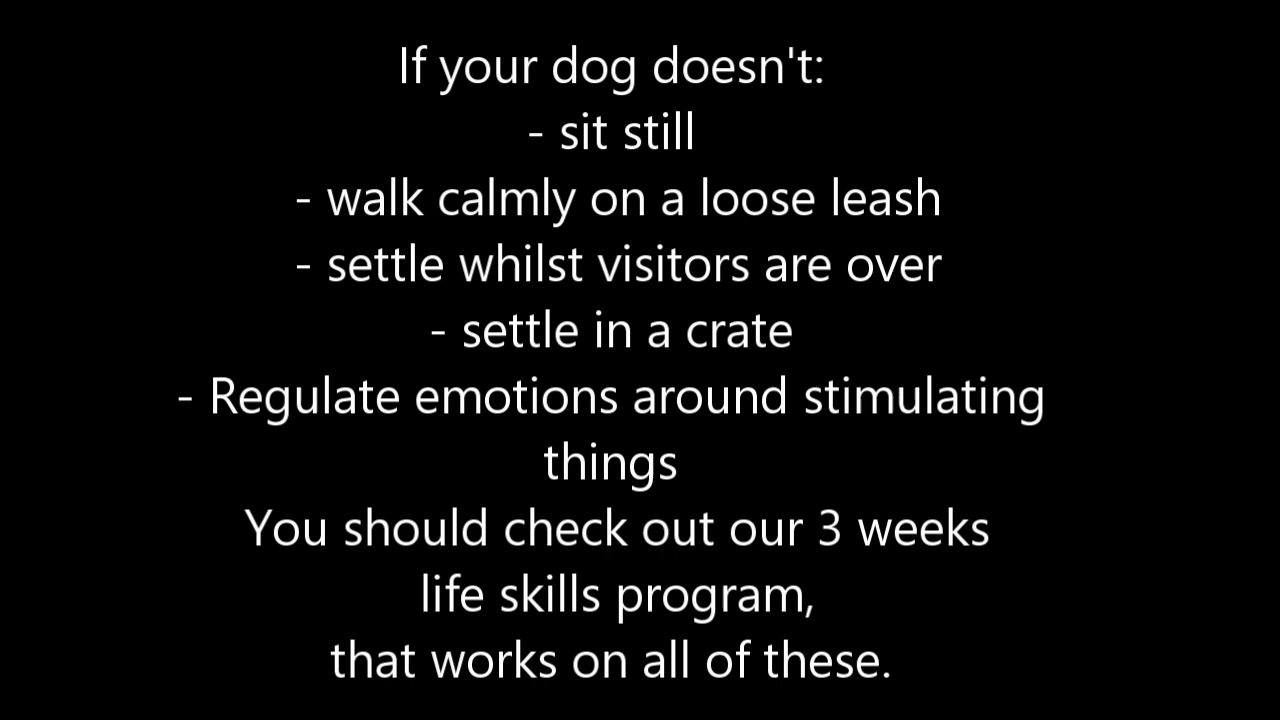 If your dog doesn't:
- sit still
- walk calmly on a loose leash
- settle whilst visitors are over
- settle in a crate
- Regulate emotions around stimulating
things
You should check out our 3 weeks
life skills program,
that works on all of these.